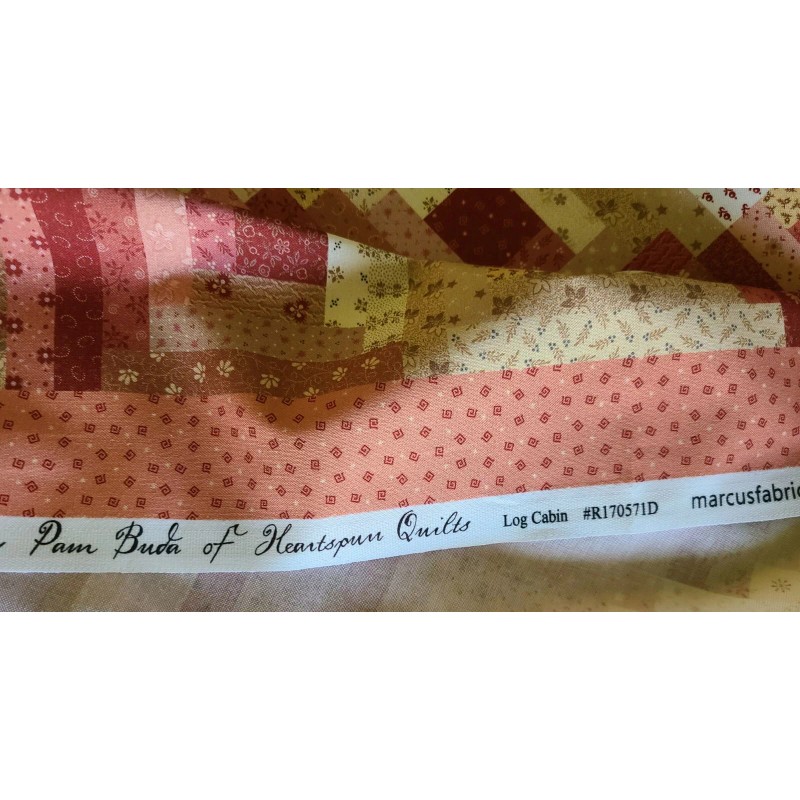 Pam Buda of Heartspun Quilts Log Cabin #R170571D marcusfabric